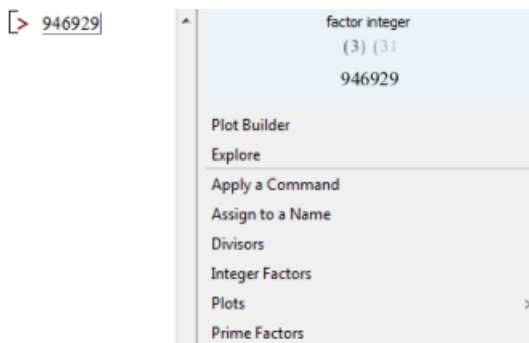 > 946929
factor integer
(3) (31
946929
Plot Builder
Explore
Apply a Command
Assign to a Name
Divisors
Integer Factors
Plots
Prime Factors